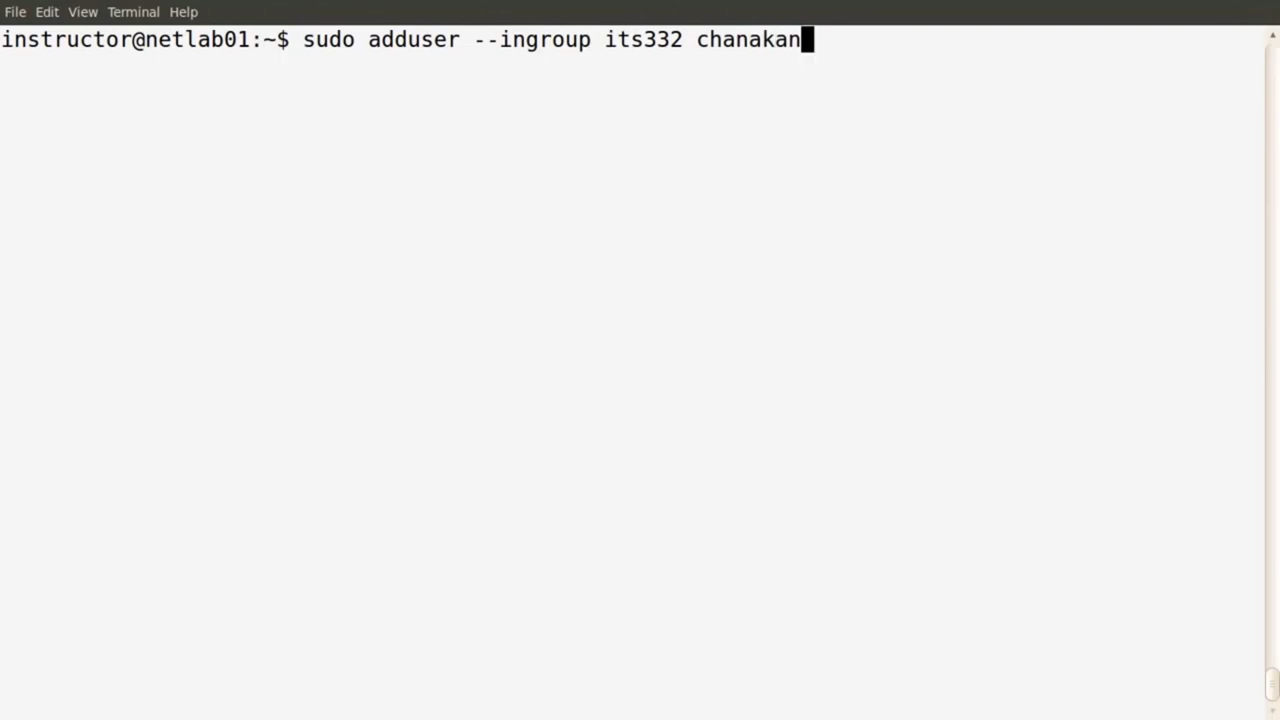 File Edit View Terminal Help
instructor@netlab01:~$ sudo adduser --ingroup its332 chanakan